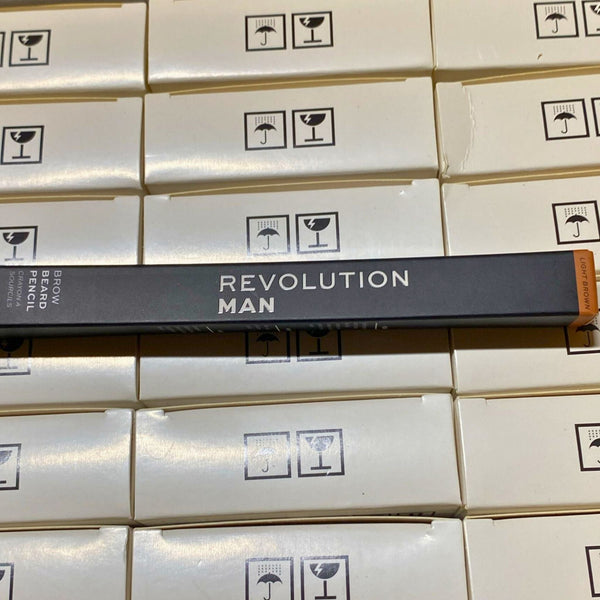 REVOLUTION
MAN
BROW
BEARD
PENCIL
CRAYON À
SOURCILS
LIGHT BROWN